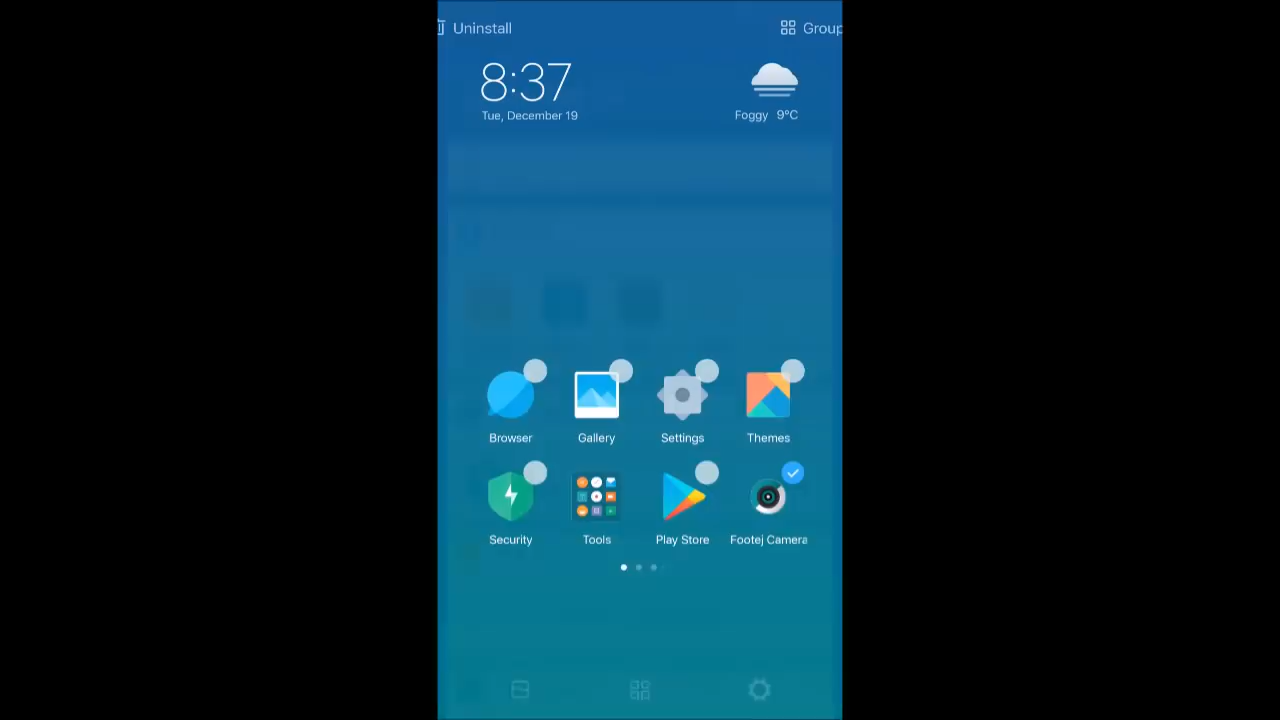 Uninstall
Group
8:37
Tue, December 19
Foggy 9°C
Browser
Gallery
Settings
Themes
Security
Tools
Play Store
Footej Camera